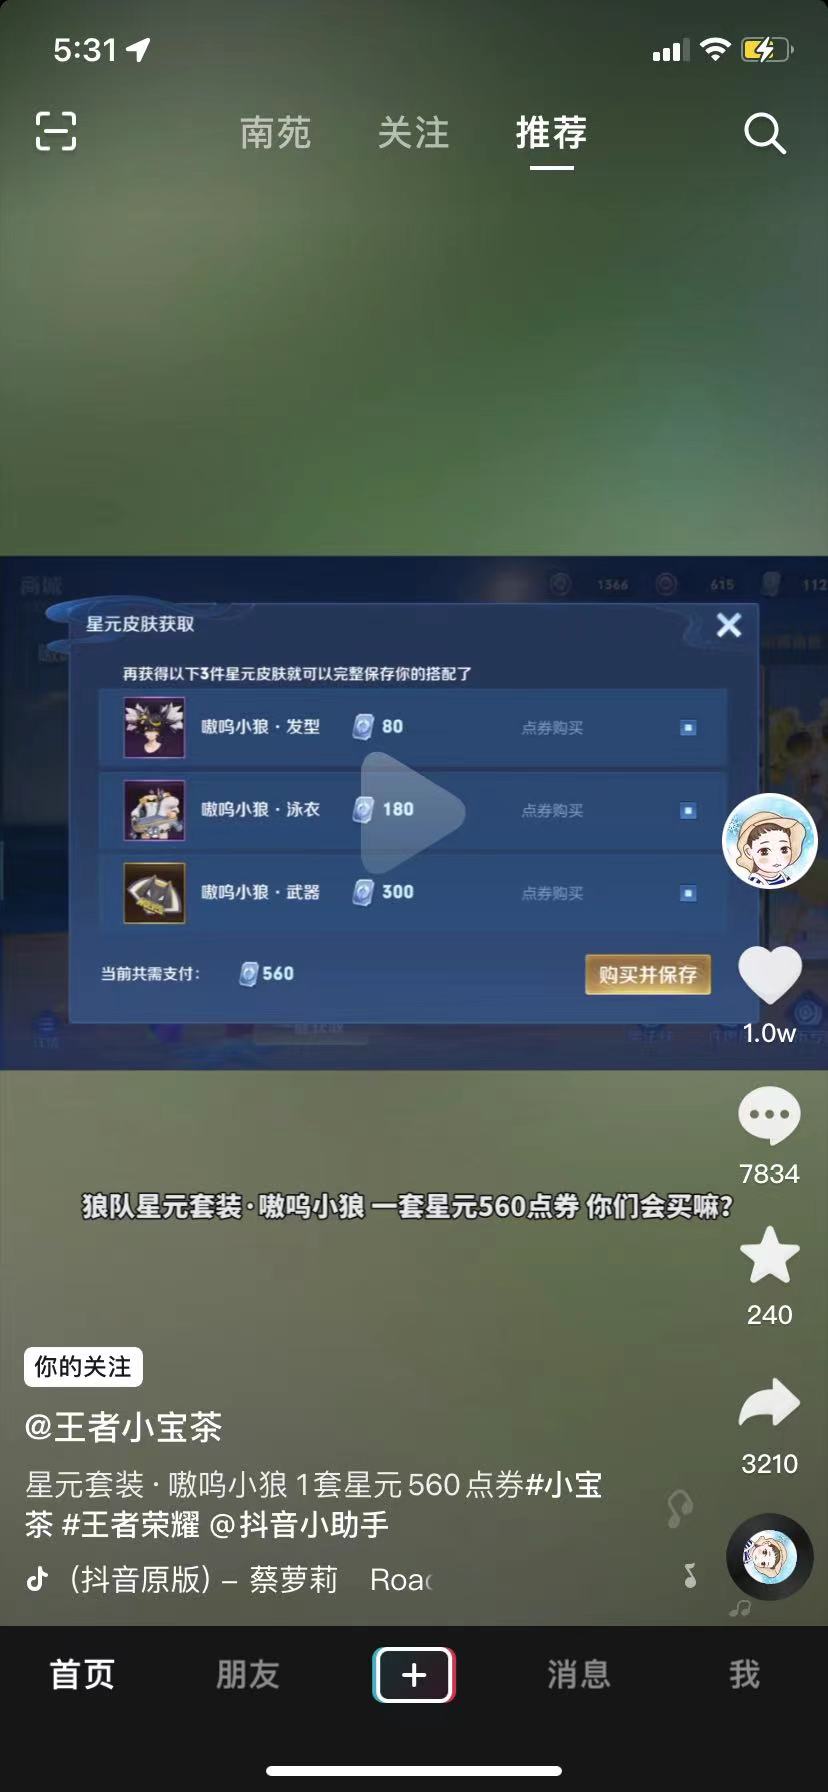 5:31
南苑 关注 推荐
商城 1366 615 112
星元皮肤获取
再获得以下3件星元皮肤就可以完整保存你的搭配了
嗷呜小狼·发型 80 点券购买
嗷呜小狼·泳衣 180 点券购买
嗷呜小狼·武器 300 点券购买
当前共需支付: 560 购买并保存
1.0w
7834
狼队星元套装·嗷呜小狼 一套星元560点券 你们会买嘛?
240
你的关注
@王者小宝茶
3210
星元套装·嗷呜小狼 1套星元560点券#小宝
茶 #王者荣耀 @抖音小助手
(抖音原版) – 蔡萝莉 Road
首页 朋友 消息 我